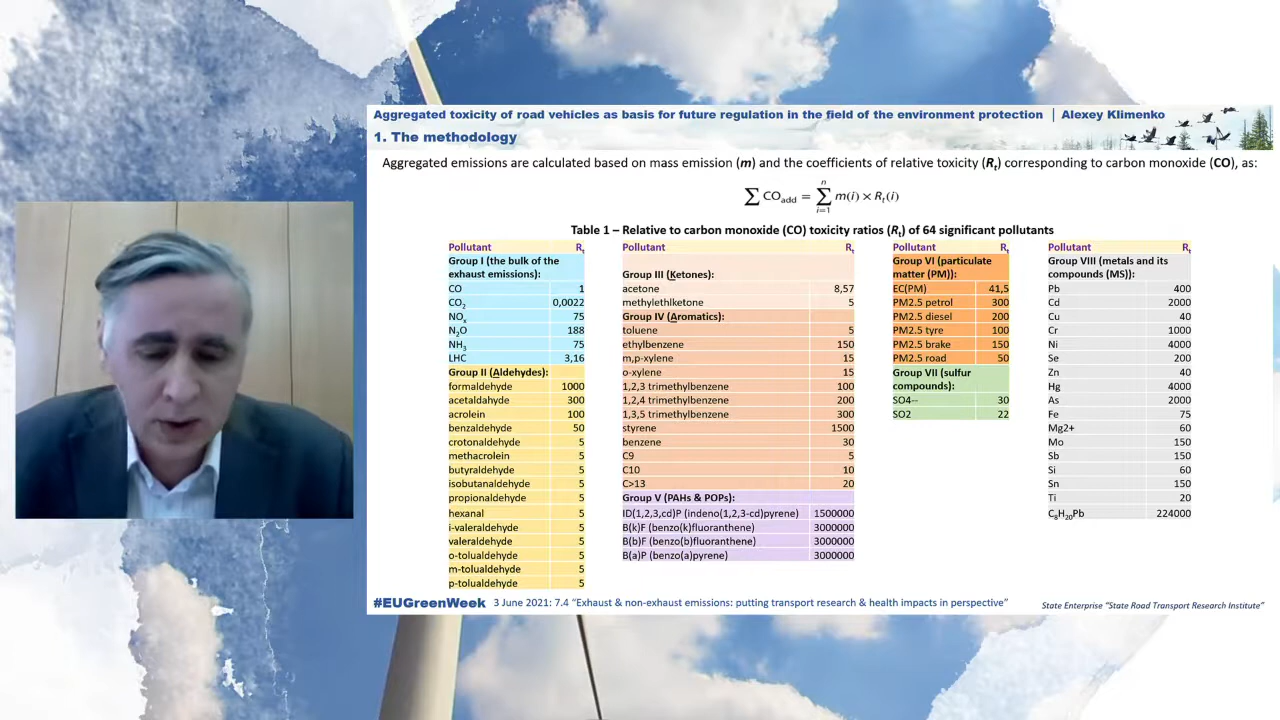 Aggregated toxicity of road vehicles as basis for future regulation in the field of the environment protection | Alexey Klimenko
1. The methodology
Aggregated emissions are calculated based on mass emission (m) and the coefficients of relative toxicity (Rt) corresponding to carbon monoxide (CO), as:
∑ COadd = ∑ⁿᵢ₌₁ m(i) × Rt(i)
Table 1 – Relative to carbon monoxide (CO) toxicity ratios (Rt) of 64 significant pollutants
Pollutant Rt
Group I (the bulk of the
exhaust emissions):
CO 1
CO2 0,0022
NOx 75
N2O 188
NH3 75
LHC 3,16
Group II (Aldehydes):
formaldehyde 1000
acetaldahyde 300
acrolein 100
benzaldehyde 50
crotonaldehyde 5
methacrolein 5
butyraldehyde 5
isobutanaldehyde 5
propionaldehyde 5
hexanal 5
i-valeraldehyde 5
valeraldehyde 5
o-tolualdehyde 5
m-tolualdehyde 5
p-tolualdehyde 5
Pollutant Rt
Group III (Ketones):
acetone 8,57
methylethlketone 5
Group IV (Aromatics):
toluene 5
ethylbenzene 150
m,p-xylene 15
o-xylene 15
1,2,3 trimethylbenzene 100
1,2,4 trimethylbenzene 200
1,3,5 trimethylbenzene 300
styrene 1500
benzene 30
C9 5
C10 10
C>13 20
Group V (PAHs & POPs):
ID(1,2,3,cd)P (indeno(1,2,3-cd)pyrene) 1500000
B(k)F (benzo(k)fluoranthene) 3000000
B(b)F (benzo(b)fluoranthene) 3000000
B(a)P (benzo(a)pyrene) 3000000
Pollutant Rt
Group VI (particulate
matter (PM)):
EC(PM) 41,5
PM2.5 petrol 300
PM2.5 diesel 200
PM2.5 tyre 100
PM2.5 brake 150
PM2.5 road 50
Group VII (sulfur
compounds):
SO4-- 30
SO2 22
Pollutant Rt
Group VIII (metals and its
compounds (MS)):
Pb 400
Cd 2000
Cu 40
Cr 1000
Ni 4000
Se 200
Zn 40
Hg 4000
As 2000
Fe 75
Mg2+ 60
Mo 150
Sb 150
Si 60
Sn 150
Ti 20
C8H20Pb 224000
#EUGreenWeek 3 June 2021: 7.4 “Exhaust & non-exhaust emissions: putting transport research & health impacts in perspective”
State Enterprise “State Road Transport Research Institute”